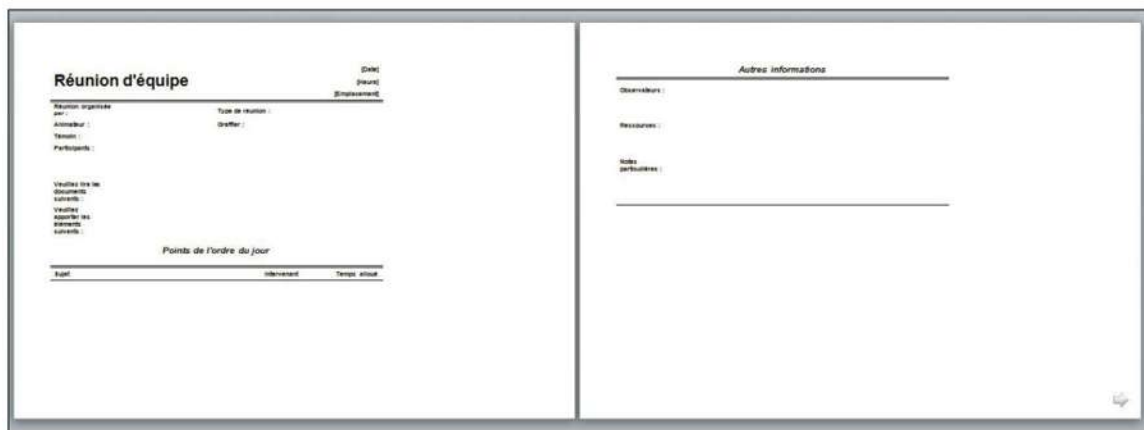 Réunion d'équipe
[Date]
[Heure]
[Emplacement]
Réunion organisée
par :
Type de réunion :
Animateur :
Greffier :
Témoin :
Participants :
Veuillez lire les
documents
suivants :
Veuillez
apporter les
éléments
suivants :
Points de l'ordre du jour
Sujet
Intervenant
Temps alloué
Autres informations
Observateurs :
Ressources :
Notes
particulières :